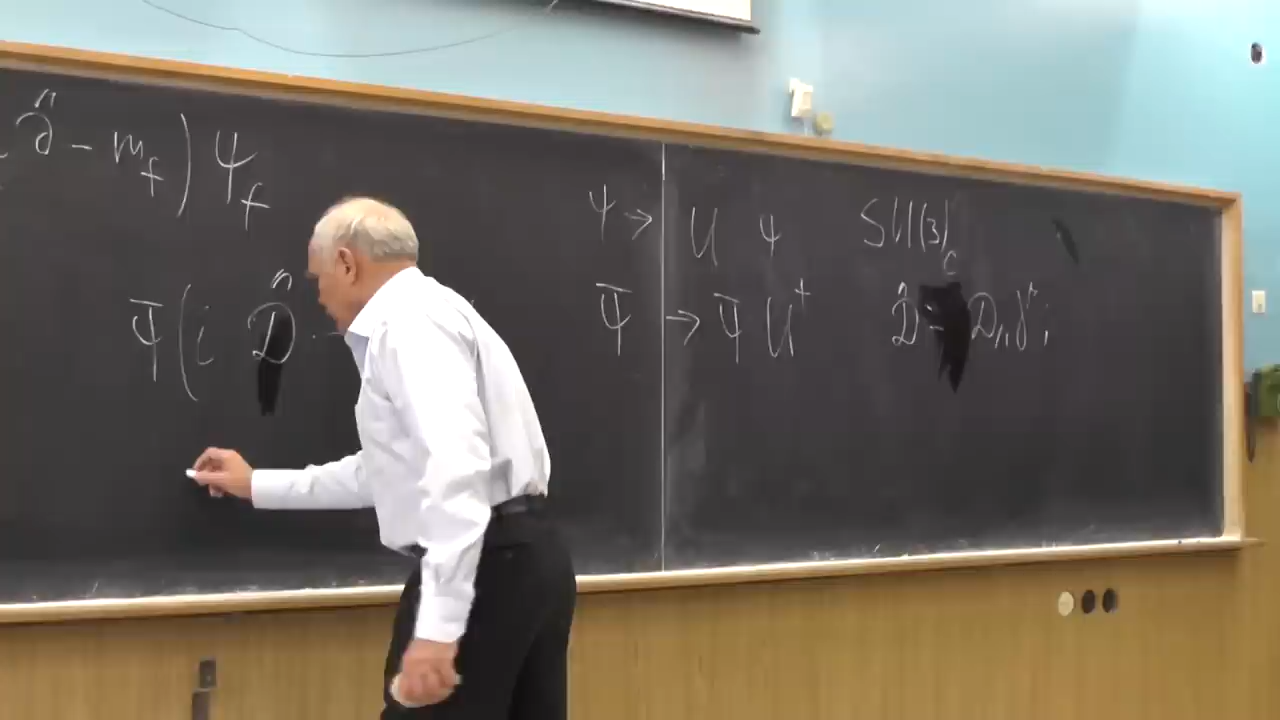 ∂̂ - m_f) Ψ_f
Ψ̄(i D̂ -
Ψ → U Ψ SU(3)_c
Ψ̄ → Ψ̄ U⁺ D̂ = D_μ γ^μ;